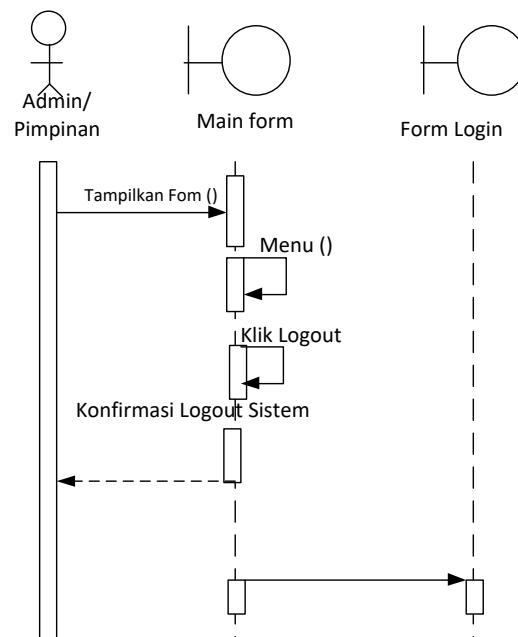 Admin/
Pimpinan
Main form
Form Login
Tampilkan Fom ()
Menu ()
Klik Logout
Konfirmasi Logout Sistem